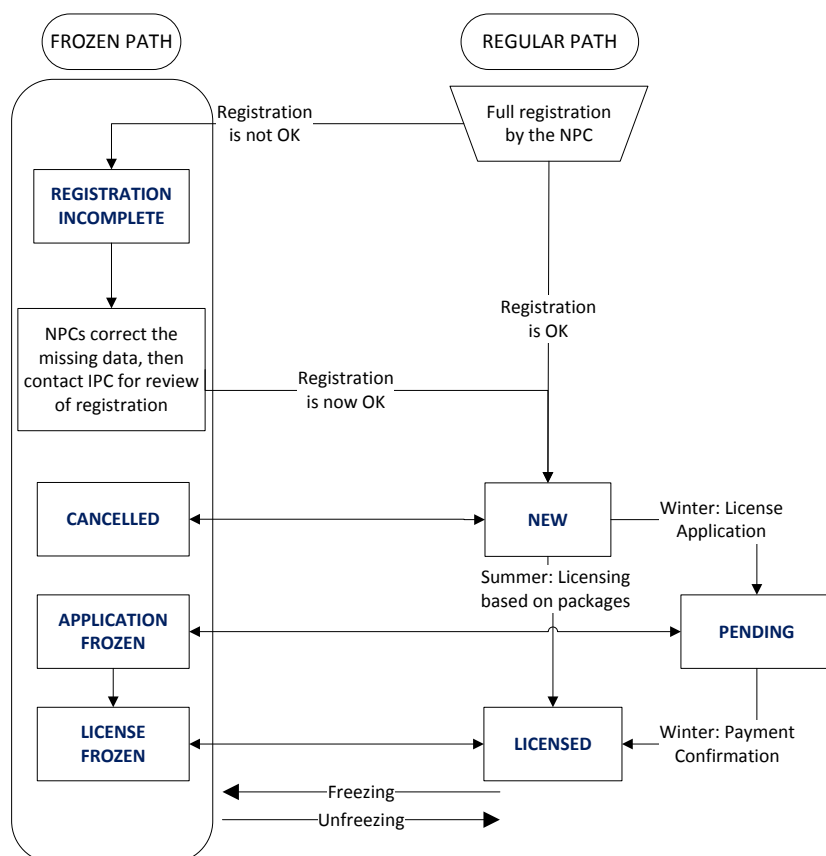 FROZEN PATH
REGULAR PATH
Registration
is not OK
Full registration
by the NPC
REGISTRATION
INCOMPLETE
Registration
is OK
NPCs correct the
missing data, then
contact IPC for review
of registration
Registration
is now OK
CANCELLED
NEW
Winter: License
Application
Summer: Licensing
based on packages
APPLICATION
FROZEN
PENDING
LICENSE
FROZEN
LICENSED
Winter: Payment
Confirmation
Freezing
Unfreezing